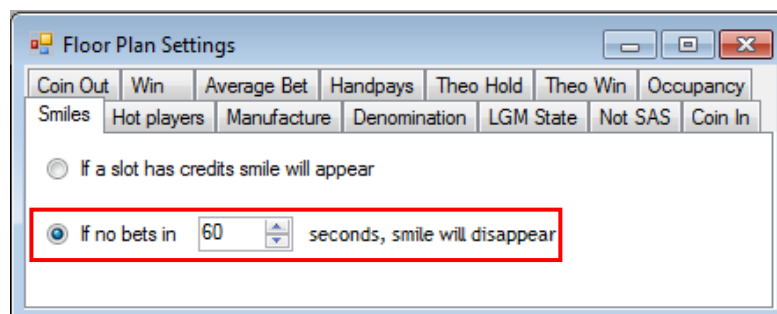 Floor Plan Settings
Coin Out Win Average Bet Handpays Theo Hold Theo Win Occupancy
Smiles Hot players Manufacture Denomination LGM State Not SAS Coin In
If a slot has credits smile will appear
If no bets in 60 seconds, smile will disappear